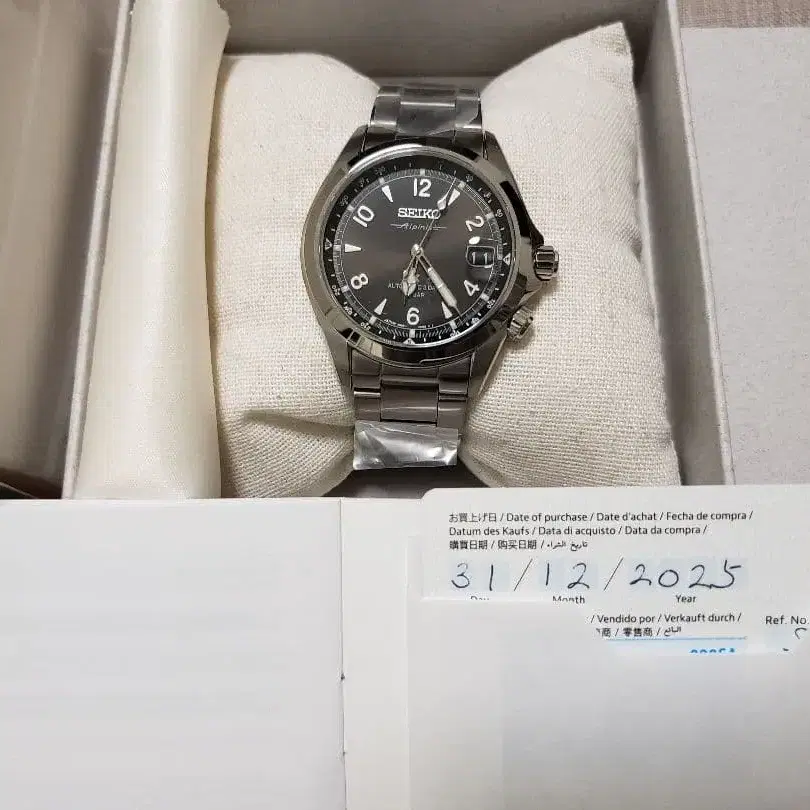 12
10
SEIKO
2
Alpinist
8
4
6
お買上げ日 / Date of purchase / Date d'achat / Fecha de compra /
Datum des Kaufs / Data di acquisto / Data da compra /
購買日期 / 购买日期 / تاريخ الشراء
31 / 12 / 2025
Day Month Year
/ Vendido por / Verkauft durch /
商 / 零售商 / البائع
Ref. No.